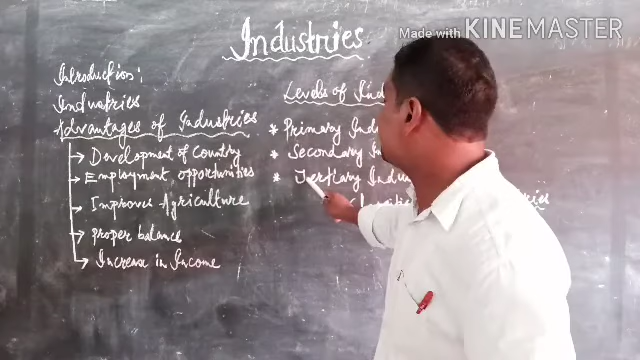 Made with KINEMASTER
Industries
Introduction:
Industries
Advantages of Industries
Development of Country
Employment opportunities
Improves Agriculture
proper balance
Increase in Income
Levels of Ind
* Primary Ind
* Secondary In
* Tertiary Indu